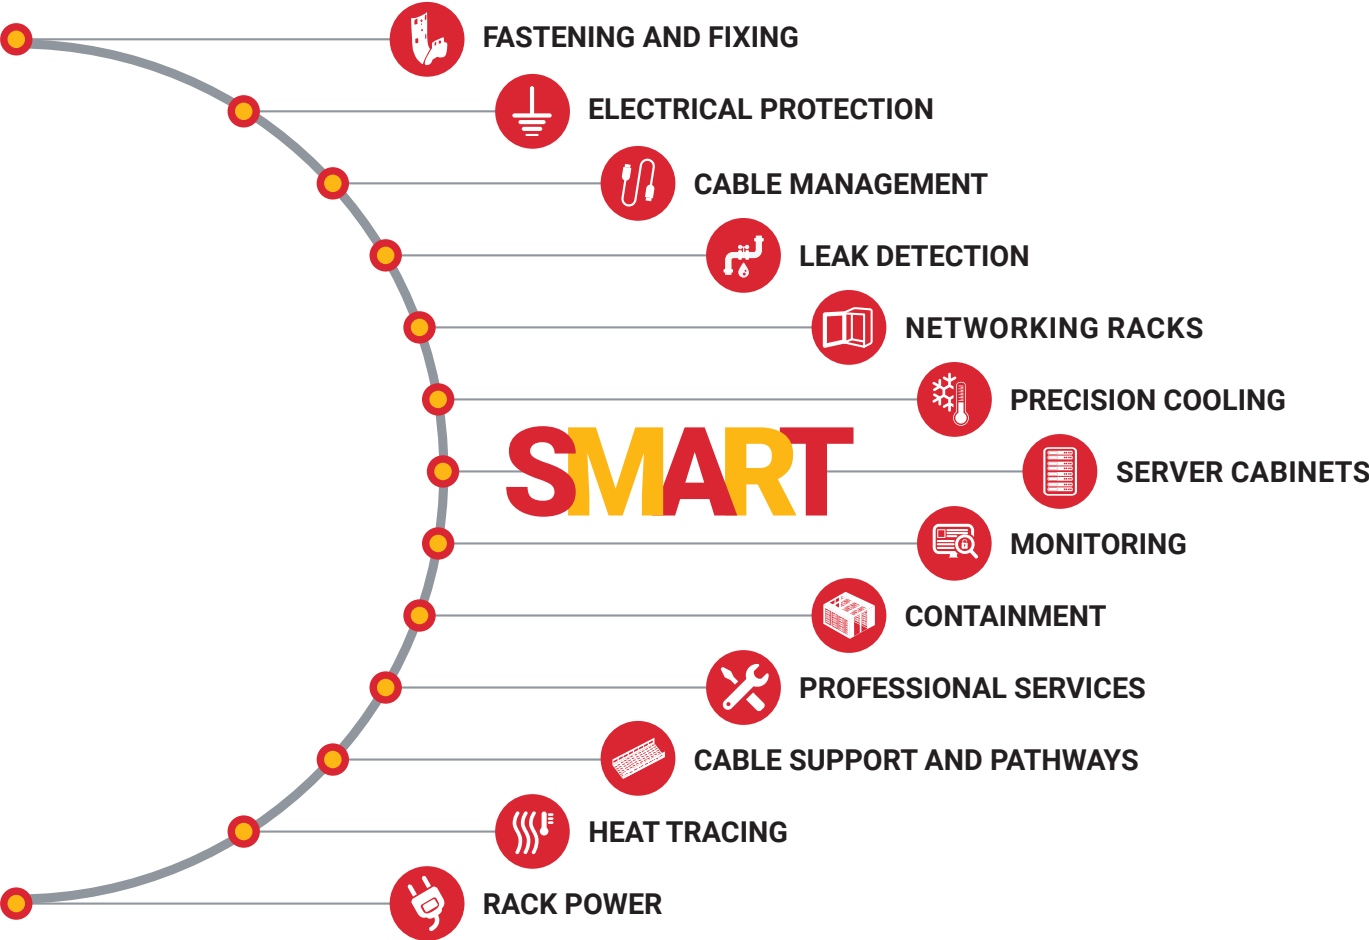 FASTENING AND FIXING
ELECTRICAL PROTECTION
CABLE MANAGEMENT
LEAK DETECTION
NETWORKING RACKS
PRECISION COOLING
SMART
SERVER CABINETS
MONITORING
CONTAINMENT
PROFESSIONAL SERVICES
CABLE SUPPORT AND PATHWAYS
HEAT TRACING
RACK POWER